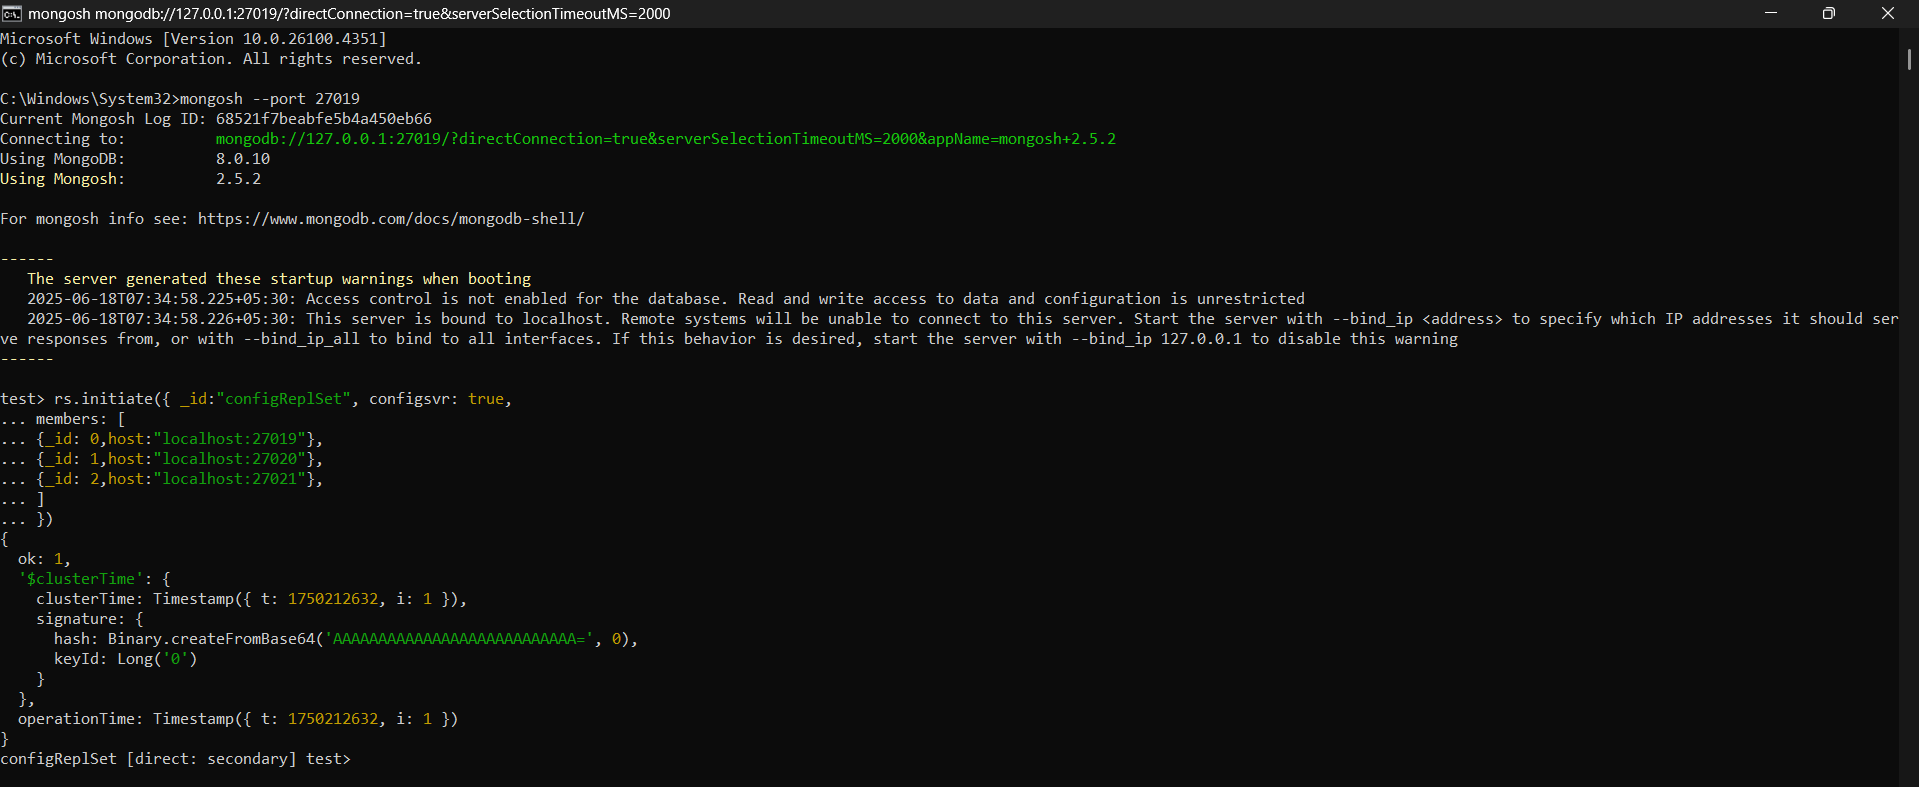 mongosh mongodb://127.0.0.1:27019/?directConnection=true&serverSelectionTimeoutMS=2000
Microsoft Windows [Version 10.0.26100.4351]
(c) Microsoft Corporation. All rights reserved.
C:\Windows\System32>mongosh --port 27019
Current Mongosh Log ID: 68521f7beabfe5b4a450eb66
Connecting to:          mongodb://127.0.0.1:27019/?directConnection=true&serverSelectionTimeoutMS=2000&appName=mongosh+2.5.2
Using MongoDB:          8.0.10
Using Mongosh:          2.5.2
For mongosh info see: https://www.mongodb.com/docs/mongodb-shell/
------
   The server generated these startup warnings when booting
   2025-06-18T07:34:58.225+05:30: Access control is not enabled for the database. Read and write access to data and configuration is unrestricted
   2025-06-18T07:34:58.226+05:30: This server is bound to localhost. Remote systems will be unable to connect to this server. Start the server with --bind_ip <address> to specify which IP addresses it should ser
ve responses from, or with --bind_ip_all to bind to all interfaces. If this behavior is desired, start the server with --bind_ip 127.0.0.1 to disable this warning
------
test> rs.initiate({ _id:"configReplSet", configsvr: true,
... members: [
... {_id: 0,host:"localhost:27019"},
... {_id: 1,host:"localhost:27020"},
... {_id: 2,host:"localhost:27021"},
... ]
... })
{
  ok: 1,
  '$clusterTime': {
    clusterTime: Timestamp({ t: 1750212632, i: 1 }),
    signature: {
      hash: Binary.createFromBase64('AAAAAAAAAAAAAAAAAAAAAAAAAAA=', 0),
      keyId: Long('0')
    }
  },
  operationTime: Timestamp({ t: 1750212632, i: 1 })
}
configReplSet [direct: secondary] test>